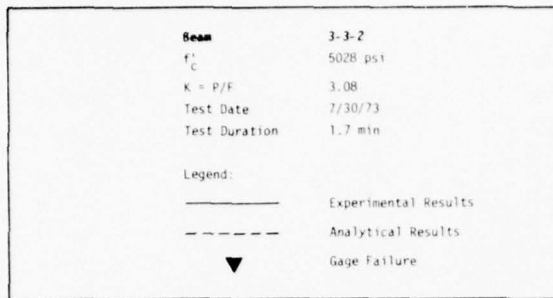 Beam 3-3-2
f'c 5028 psi
K = P/F 3.08
Test Date 7/30/73
Test Duration 1.7 min
Legend:
Experimental Results
Analytical Results
Gage Failure